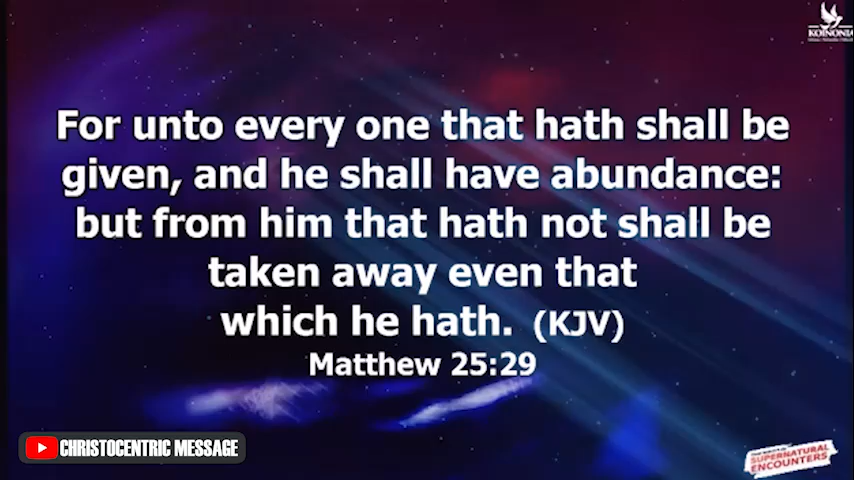 KOINONIA
For unto every one that hath shall be
given, and he shall have abundance:
but from him that hath not shall be
taken away even that
which he hath. (KJV)
Matthew 25:29
CHRISTOCENTRIC MESSAGE
SUPERNATURAL
ENCOUNTERS